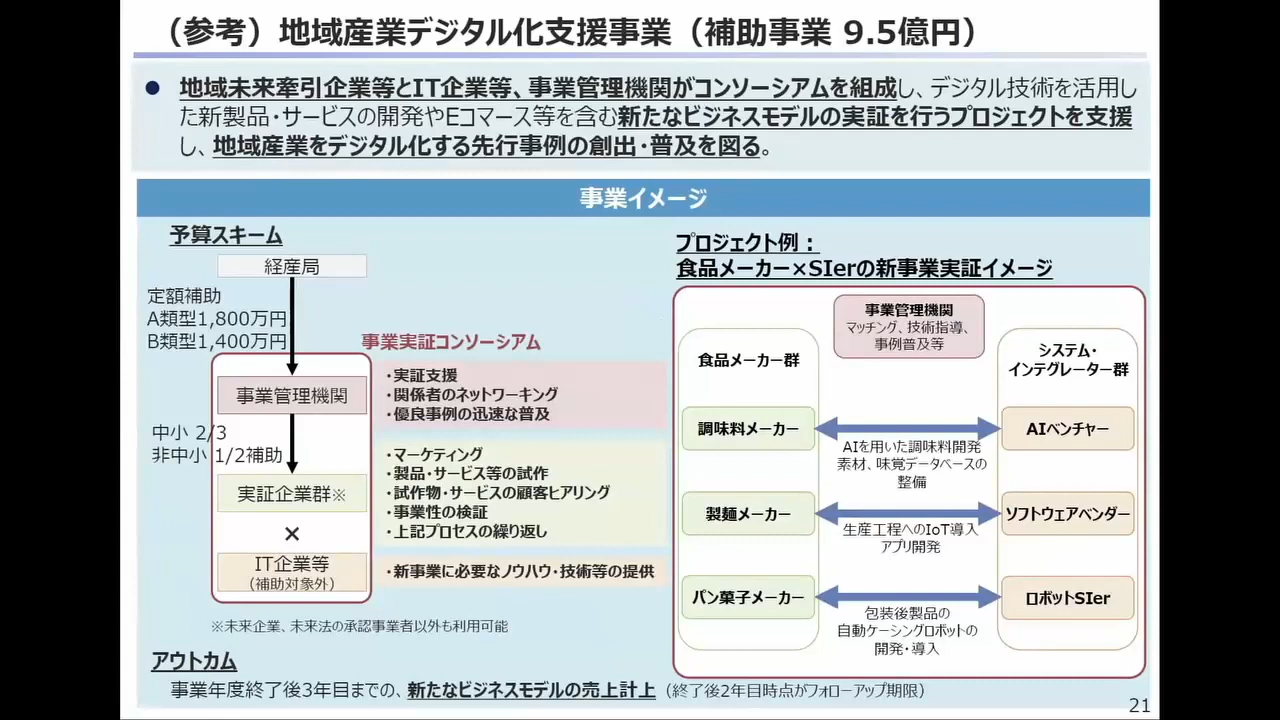 （参考）地域産業デジタル化支援事業（補助事業 9.5億円）
● 地域未来牽引企業等とIT企業等、事業管理機関がコンソーシアムを組成し、デジタル技術を活用し
た新製品・サービスの開発やEコマース等を含む新たなビジネスモデルの実証を行うプロジェクトを支援
し、地域産業をデジタル化する先行事例の創出・普及を図る。
事業イメージ
予算スキーム
経産局
定額補助
A類型1,800万円
B類型1,400万円
事業実証コンソーシアム
事業管理機関
・実証支援
・関係者のネットワーキング
・優良事例の迅速な普及
中小 2/3
非中小 1/2補助
実証企業群※
・マーケティング
・製品・サービス等の試作
・試作物・サービスの顧客ヒアリング
・事業性の検証
・上記プロセスの繰り返し
×
IT企業等
（補助対象外）
・新事業に必要なノウハウ・技術等の提供
※未来企業、未来法の承認事業者以外も利用可能
プロジェクト例：
食品メーカー×SIerの新事業実証イメージ
事業管理機関
マッチング、技術指導、
事例普及等
食品メーカー群
システム・
インテグレーター群
調味料メーカー
AIベンチャー
AIを用いた調味料開発
素材、味覚データベースの
整備
製麺メーカー
ソフトウェアベンダー
生産工程へのIoT導入
アプリ開発
パン菓子メーカー
ロボットSIer
包装後製品の
自動ケーシングロボットの
開発・導入
アウトカム
事業年度終了後3年目までの、新たなビジネスモデルの売上計上（終了後2年目時点がフォローアップ期限）
21